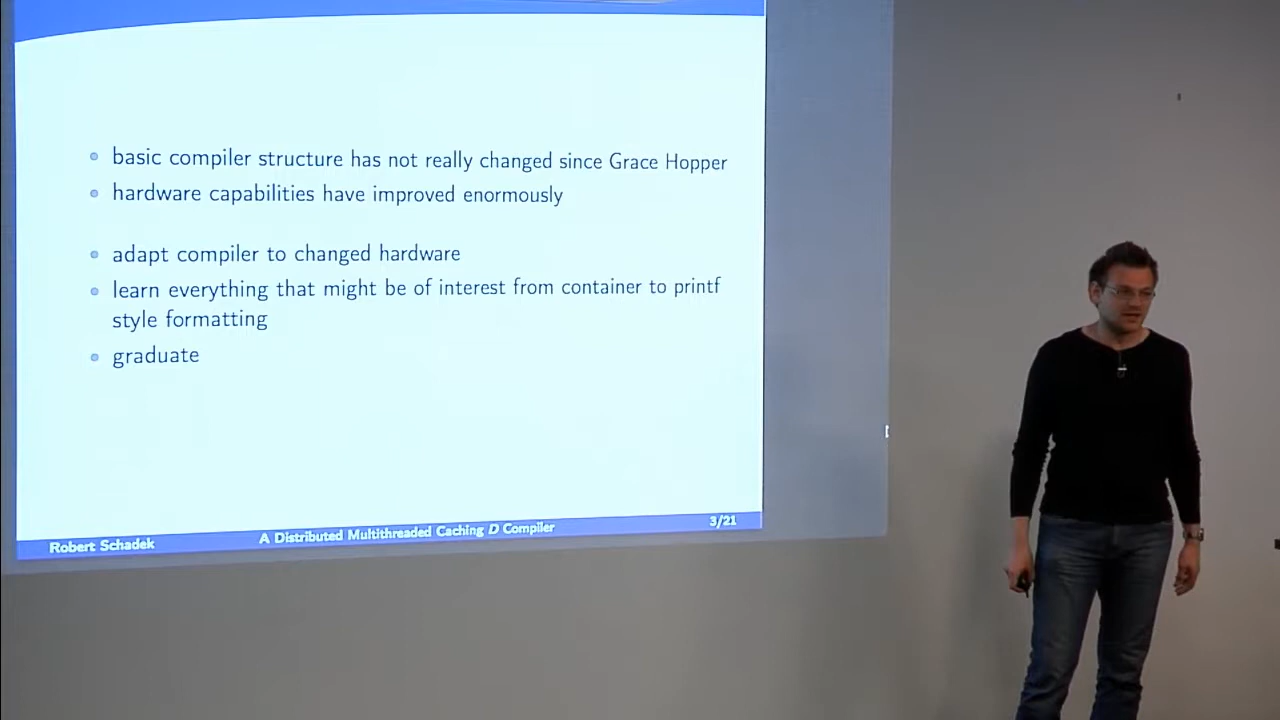 basic compiler structure has not really changed since Grace Hopper
hardware capabilities have improved enormously
adapt compiler to changed hardware
learn everything that might be of interest from container to printf
style formatting
graduate
Robert Schadek
A Distributed Multithreaded Caching D Compiler
3/21